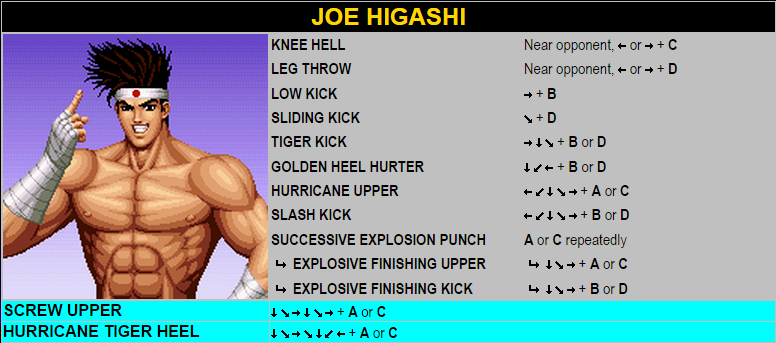 JOE HIGASHI
KNEE HELL Near opponent, ← or → + C
LEG THROW Near opponent, ← or → + D
LOW KICK → + B
SLIDING KICK ↘ + D
TIGER KICK → ↓ ↘ + B or D
GOLDEN HEEL HURTER ↓ ↙ ← + B or D
HURRICANE UPPER ← ↙ ↓ ↘ → + A or C
SLASH KICK ← ↙ ↓ ↘ → + B or D
SUCCESSIVE EXPLOSION PUNCH A or C repeatedly
↳ EXPLOSIVE FINISHING UPPER ↳ ↓ ↘ → + A or C
↳ EXPLOSIVE FINISHING KICK ↳ ↓ ↘ → + B or D
SCREW UPPER ↓ ↘ → ↓ ↘ → + A or C
HURRICANE TIGER HEEL ↓ ↘ → ↘ ↓ ↙ ← + A or C